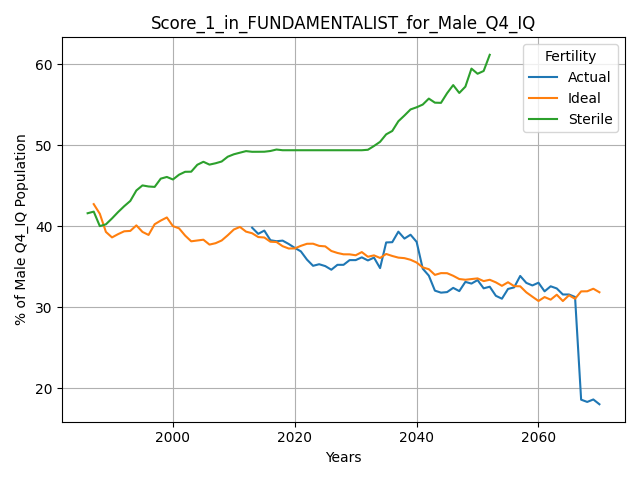 Score_1_in_FUNDAMENTALIST_for_Male_Q4_IQ
Fertility
Actual
Ideal
Sterile
% of Male Q4_IQ Population
60
50
40
30
20
2000
2020
2040
2060
Years